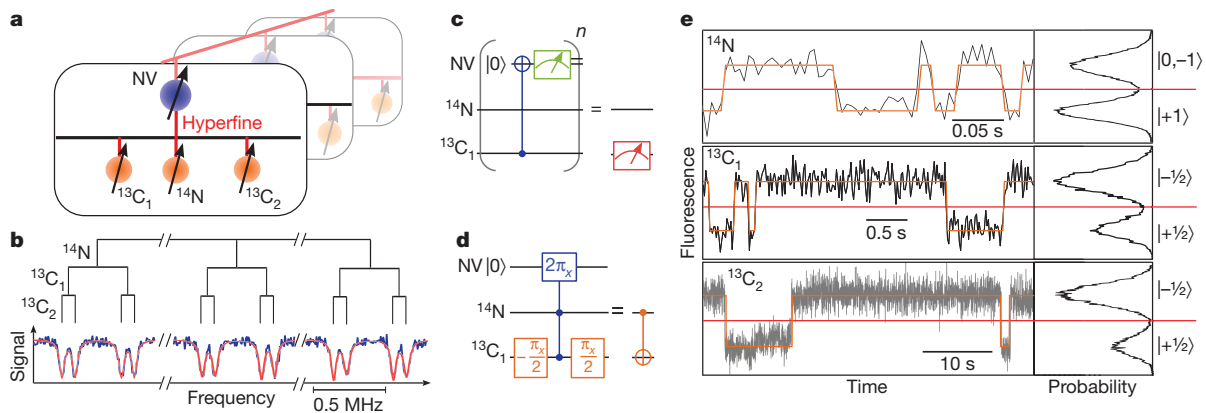 a
NV
Hyperfine
¹³C₁
¹⁴N
¹³C₂
b
¹⁴N
¹³C₁
¹³C₂
Signal
Frequency
0.5 MHz
c
n
NV |0⟩
=
¹⁴N
=
¹³C₁
d
NV |0⟩ 2πₓ
¹⁴N
=
¹³C₁ −πₓ/2 πₓ/2
e
Fluorescence
¹⁴N
|0,−1⟩
|+1⟩
0.05 s
¹³C₁
|−½⟩
0.5 s
|+½⟩
¹³C₂
|−½⟩
|+½⟩
10 s
Time
Probability